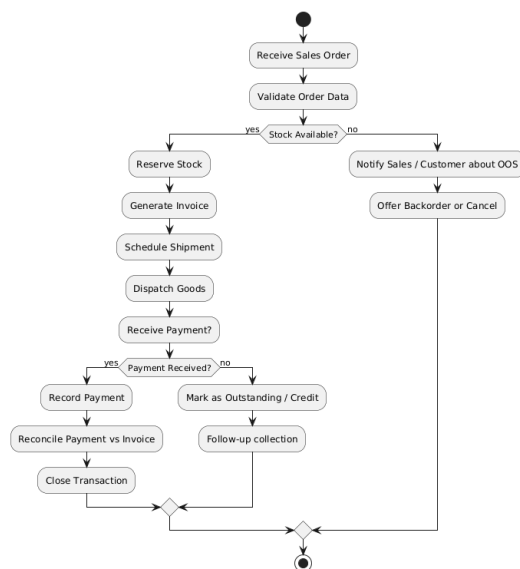 Receive Sales Order
Validate Order Data
yes
Stock Available?
no
Reserve Stock
Notify Sales / Customer about OOS
Generate Invoice
Offer Backorder or Cancel
Schedule Shipment
Dispatch Goods
Receive Payment?
yes
Payment Received?
no
Record Payment
Mark as Outstanding / Credit
Reconcile Payment vs Invoice
Follow-up collection
Close Transaction